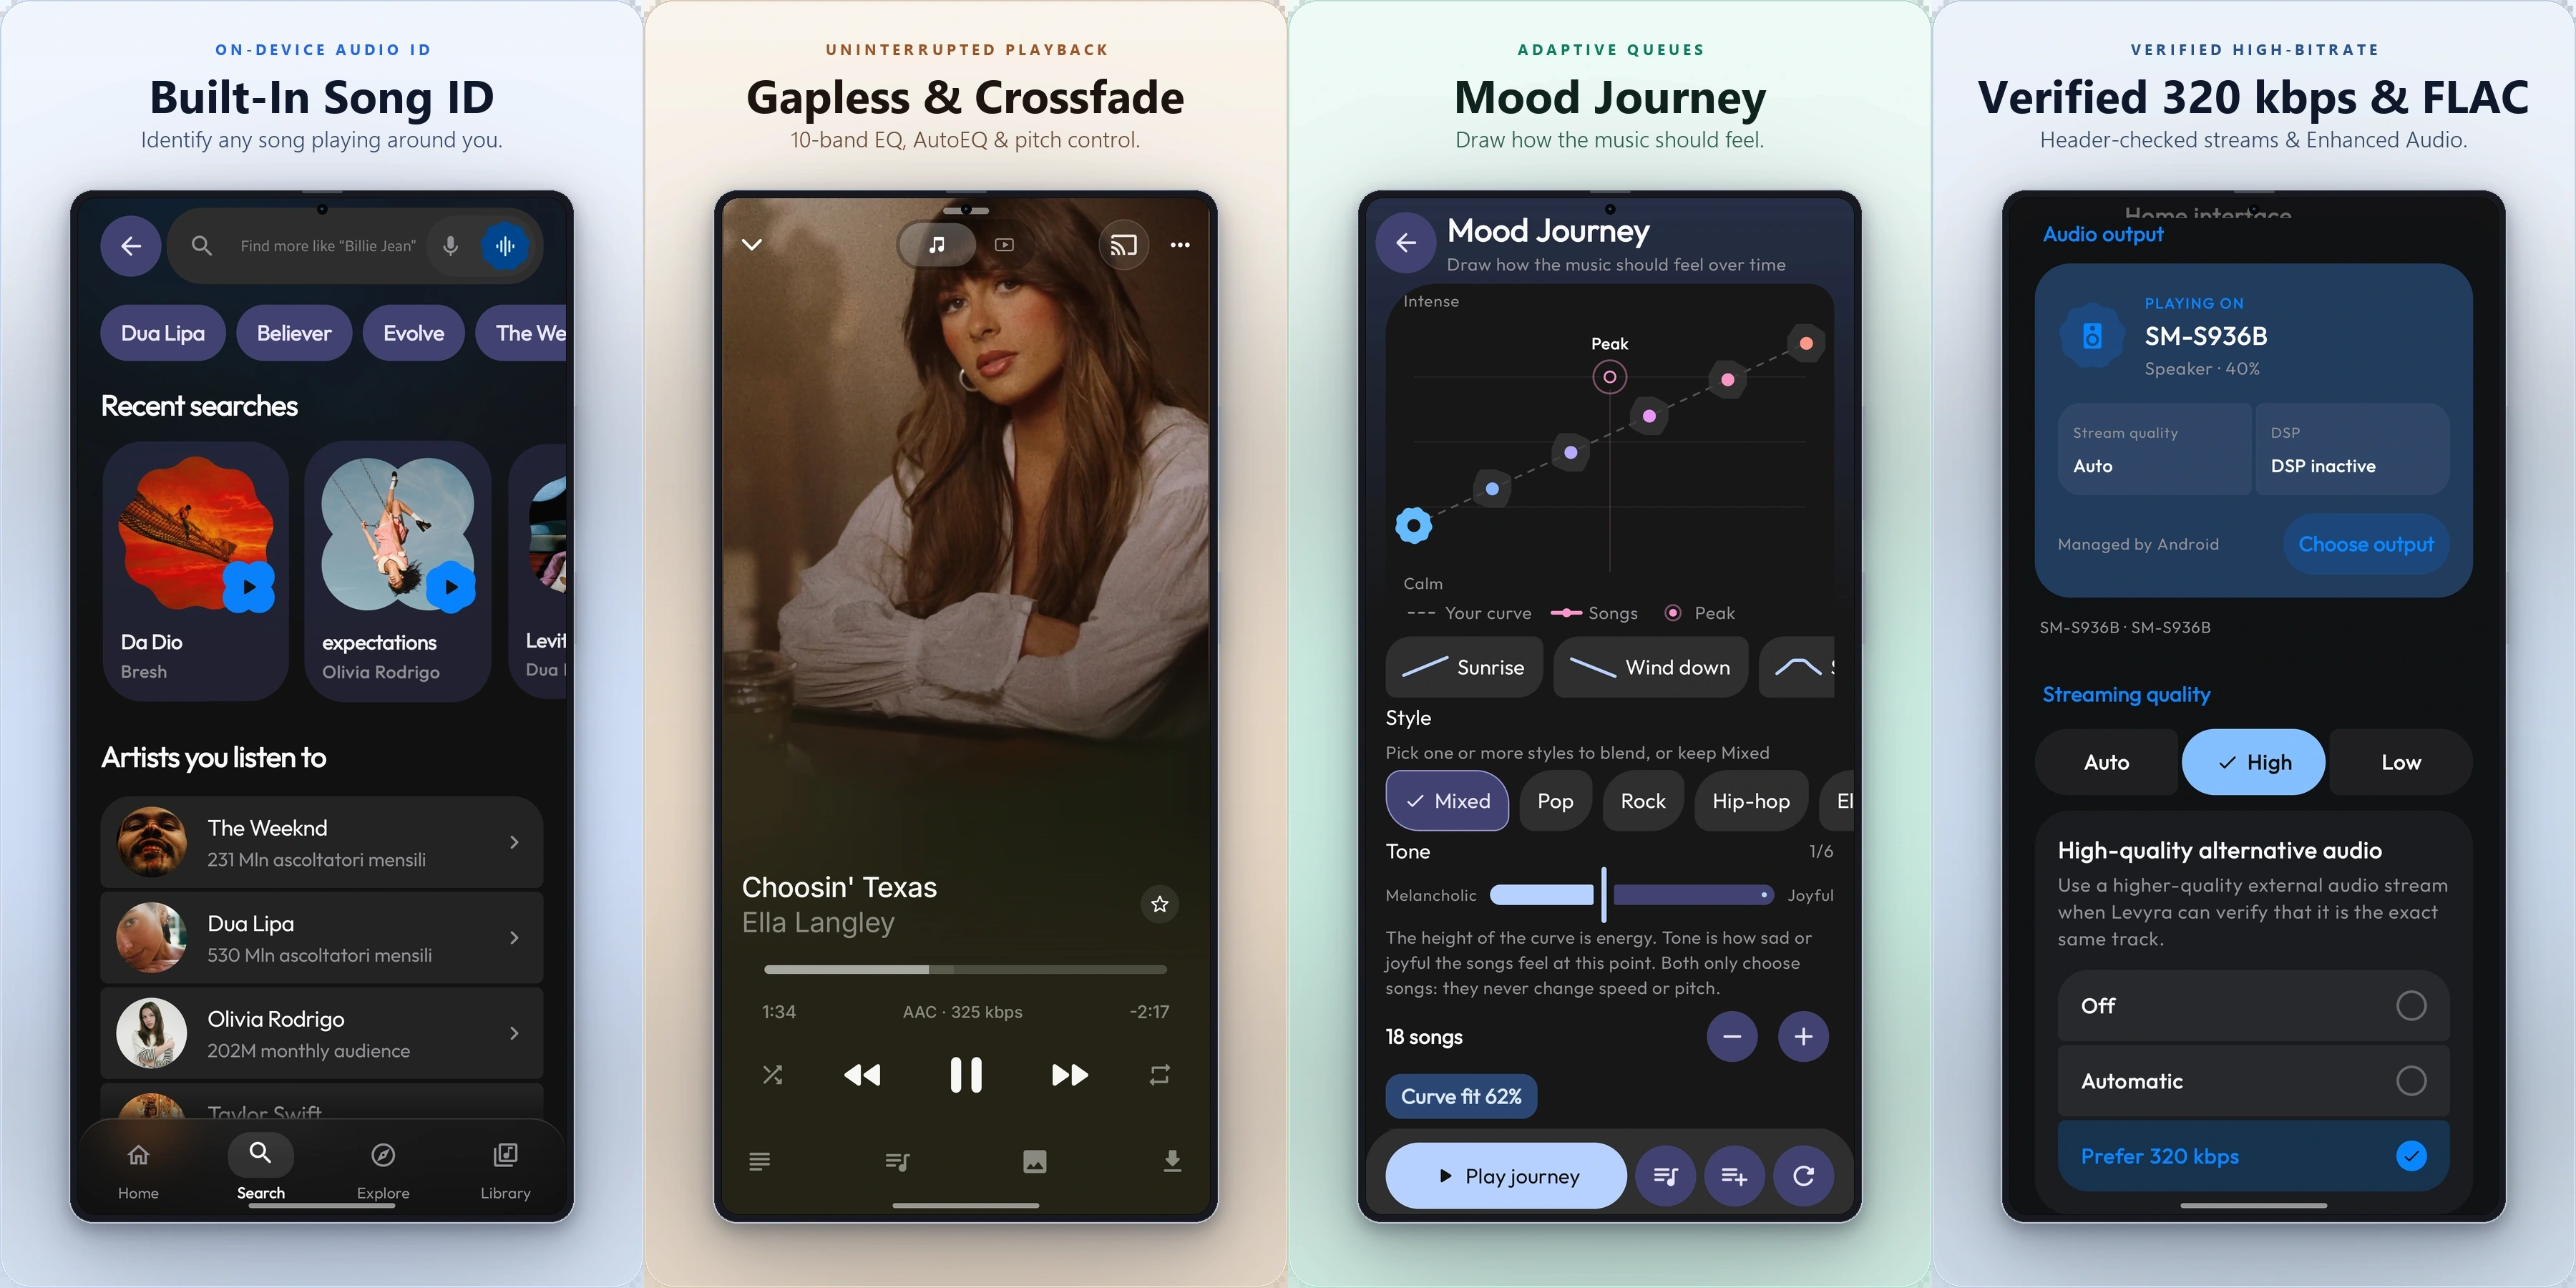 ON-DEVICE AUDIO ID
Built-In Song ID
Identify any song playing around you.
Find more like "Billie Jean"
Dua Lipa
Believer
Evolve
The We
Recent searches
Da Dio
Bresh
expectations
Olivia Rodrigo
Levit
Dua
Artists you listen to
The Weeknd
231 Mln ascoltatori mensili
Dua Lipa
530 Mln ascoltatori mensili
Olivia Rodrigo
202M monthly audience
Taylor Swift
Home
Search
Explore
Library
UNINTERRUPTED PLAYBACK
Gapless & Crossfade
10-band EQ, AutoEQ & pitch control.
Choosin' Texas
Ella Langley
1:34
AAC · 325 kbps
-2:17
ADAPTIVE QUEUES
Mood Journey
Draw how the music should feel.
Mood Journey
Draw how the music should feel over time
Intense
Peak
Calm
Your curve
Songs
Peak
Sunrise
Wind down
Style
Pick one or more styles to blend, or keep Mixed
Mixed
Pop
Rock
Hip-hop
El
Tone
1/6
Melancholic
Joyful
The height of the curve is energy. Tone is how sad or
joyful the songs feel at this point. Both only choose
songs: they never change speed or pitch.
18 songs
Curve fit 62%
Play journey
VERIFIED HIGH-BITRATE
Verified 320 kbps & FLAC
Header-checked streams & Enhanced Audio.
Home interface
Audio output
PLAYING ON
SM-S936B
Speaker · 40%
Stream quality
Auto
DSP
DSP inactive
Managed by Android
Choose output
SM-S936B · SM-S936B
Streaming quality
Auto
High
Low
High-quality alternative audio
Use a higher-quality external audio stream
when Levyra can verify that it is the exact
same track.
Off
Automatic
Prefer 320 kbps